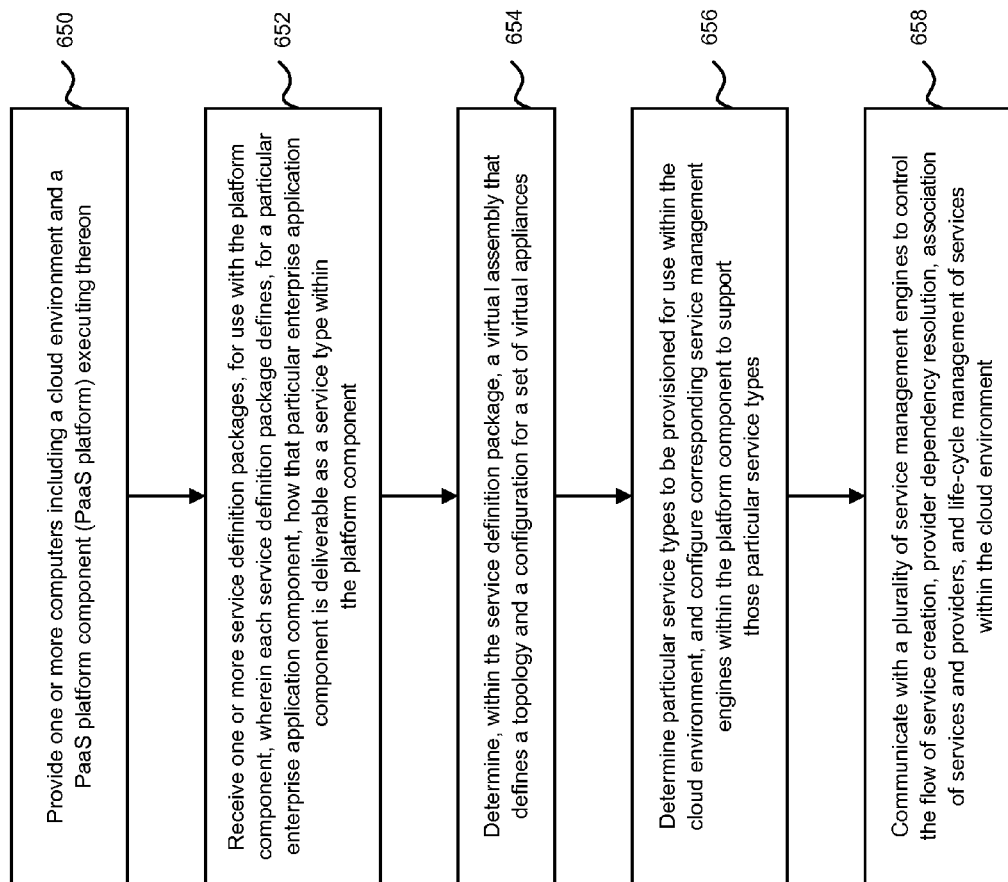 Provide one or more computers including a cloud environment and a
PaaS platform component (PaaS platform) executing thereon
650
Receive one or more service definition packages, for use with the platform
component, wherein each service definition package defines, for a particular
enterprise application component, how that particular enterprise application
component is deliverable as a service type within
the platform component
652
Determine, within the service definition package, a virtual assembly that
defines a topology and a configuration for a set of virtual appliances
654
Determine particular service types to be provisioned for use within the
cloud environment, and configure corresponding service management
engines within the platform component to support
those particular service types
656
Communicate with a plurality of service management engines to control
the flow of service creation, provider dependency resolution, association
of services and providers, and life-cycle management of services
within the cloud environment
658